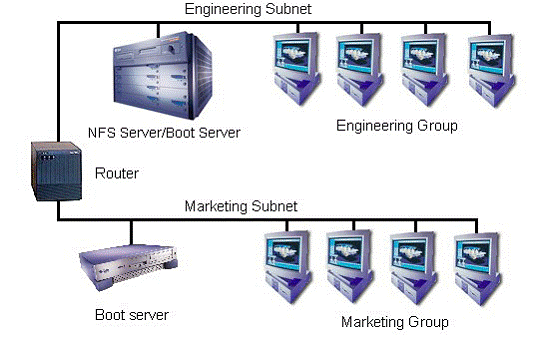 Engineering Subnet
NFS Server/Boot Server
Engineering Group
Router
Marketing Subnet
Boot server
Marketing Group